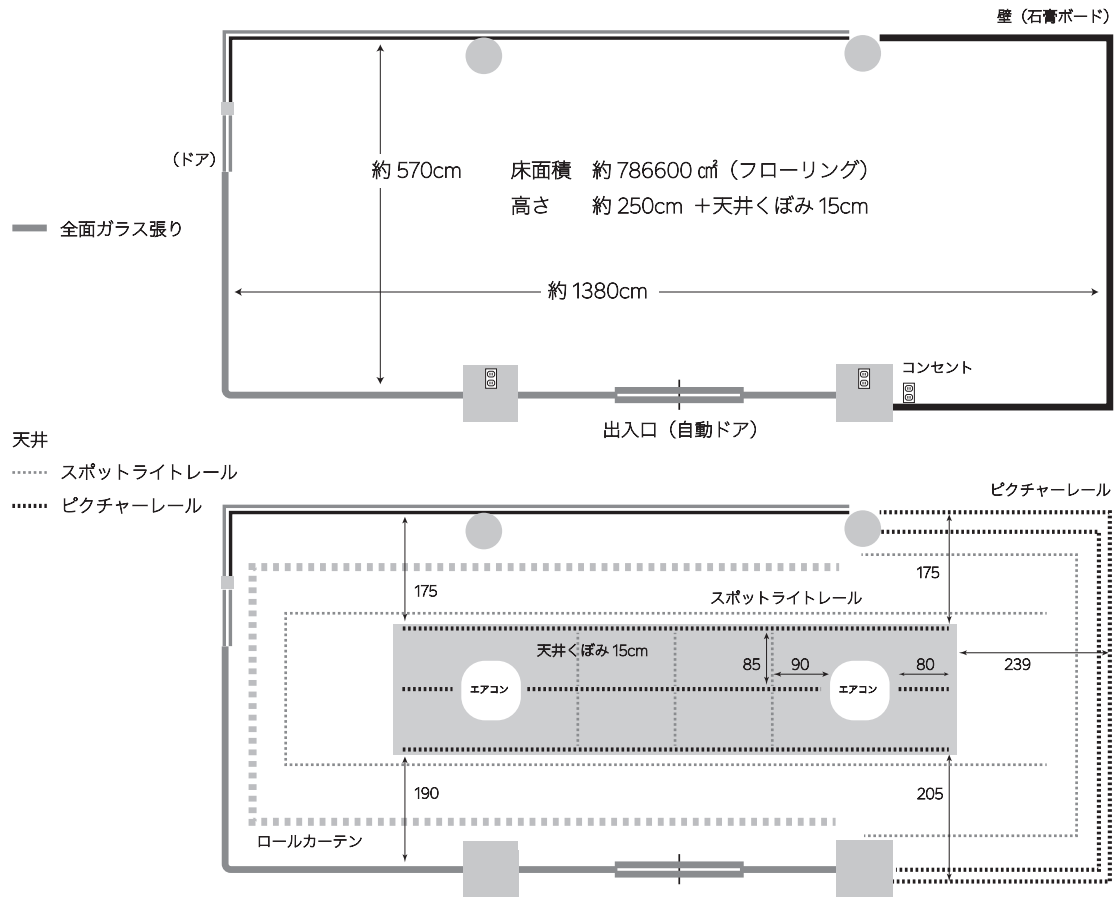 壁（石膏ボード）
（ドア）
約 570cm
床面積　約 786600 ㎠（フローリング）
高さ　約 250cm ＋天井くぼみ 15cm
全面ガラス張り
約 1380cm
コンセント
出入口（自動ドア）
天井
スポットライトレール
ピクチャーレール
ピクチャーレール
175
175
スポットライトレール
天井くぼみ 15cm
85
90
80
239
エアコン
エアコン
190
205
ロールカーテン